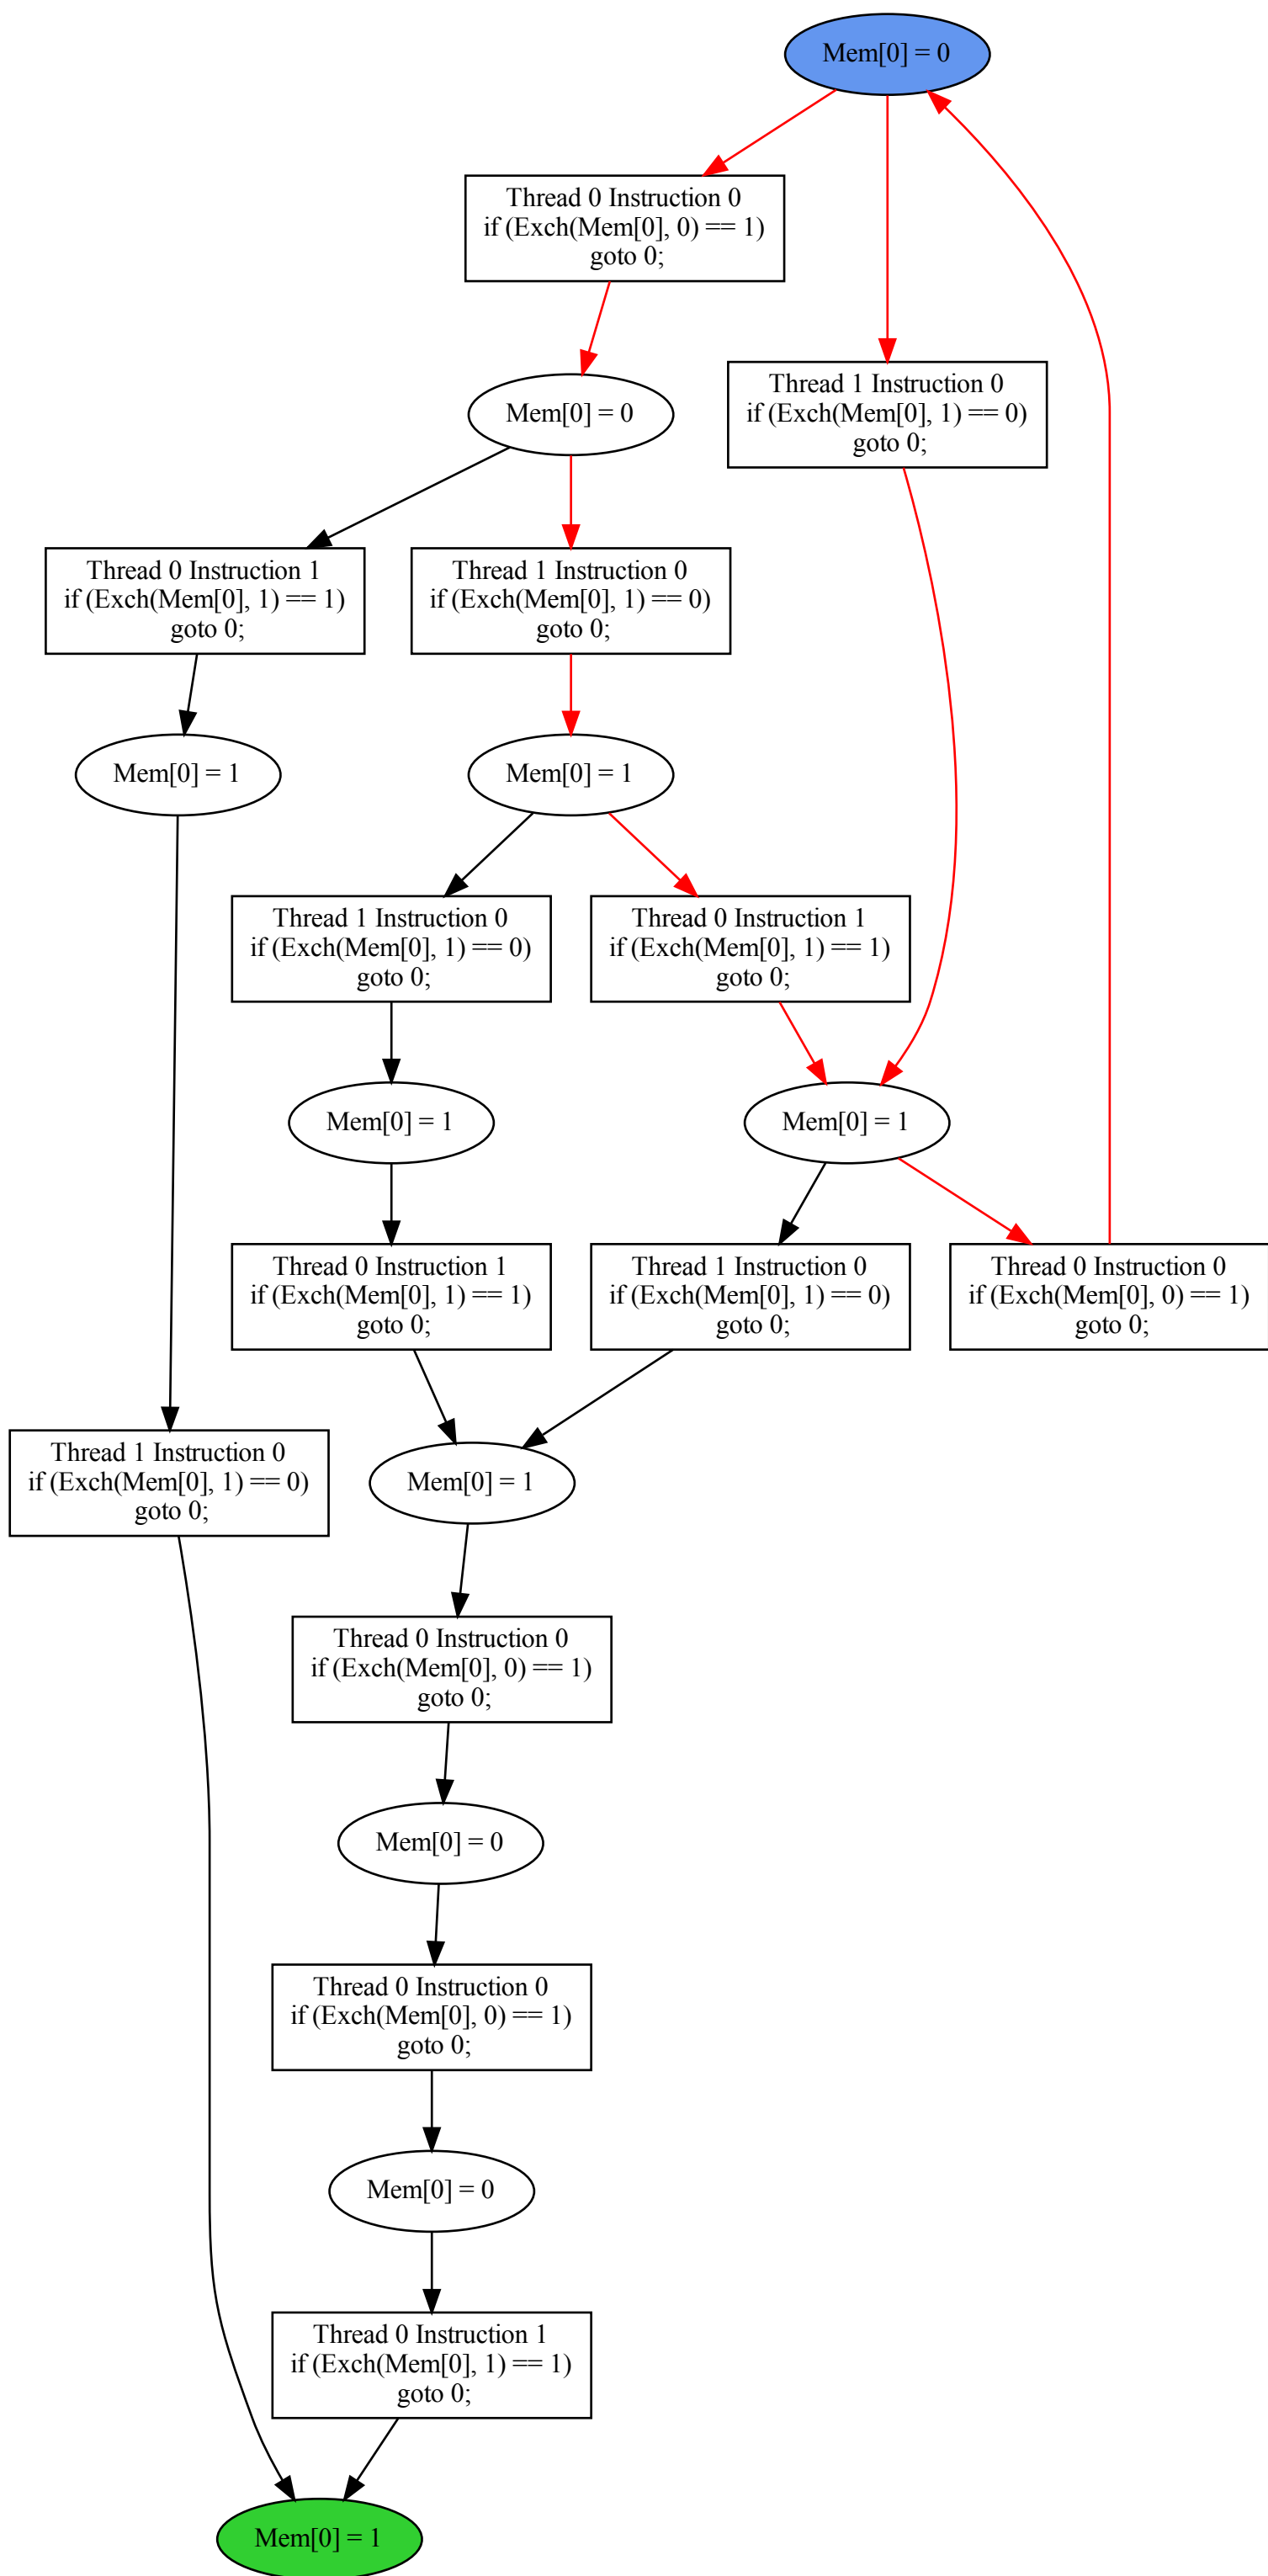 Mem[0] = 0
Thread 0 Instruction 0
if (Exch(Mem[0], 0) == 1)
goto 0;
Thread 1 Instruction 0
if (Exch(Mem[0], 1) == 0)
goto 0;
Mem[0] = 0
Thread 0 Instruction 1
if (Exch(Mem[0], 1) == 1)
goto 0;
Thread 1 Instruction 0
if (Exch(Mem[0], 1) == 0)
goto 0;
Mem[0] = 1
Mem[0] = 1
Thread 1 Instruction 0
if (Exch(Mem[0], 1) == 0)
goto 0;
Thread 0 Instruction 1
if (Exch(Mem[0], 1) == 1)
goto 0;
Mem[0] = 1
Mem[0] = 1
Thread 0 Instruction 1
if (Exch(Mem[0], 1) == 1)
goto 0;
Thread 1 Instruction 0
if (Exch(Mem[0], 1) == 0)
goto 0;
Thread 0 Instruction 0
if (Exch(Mem[0], 0) == 1)
goto 0;
Thread 1 Instruction 0
if (Exch(Mem[0], 1) == 0)
goto 0;
Mem[0] = 1
Thread 0 Instruction 0
if (Exch(Mem[0], 0) == 1)
goto 0;
Mem[0] = 0
Thread 0 Instruction 0
if (Exch(Mem[0], 0) == 1)
goto 0;
Mem[0] = 0
Thread 0 Instruction 1
if (Exch(Mem[0], 1) == 1)
goto 0;
Mem[0] = 1